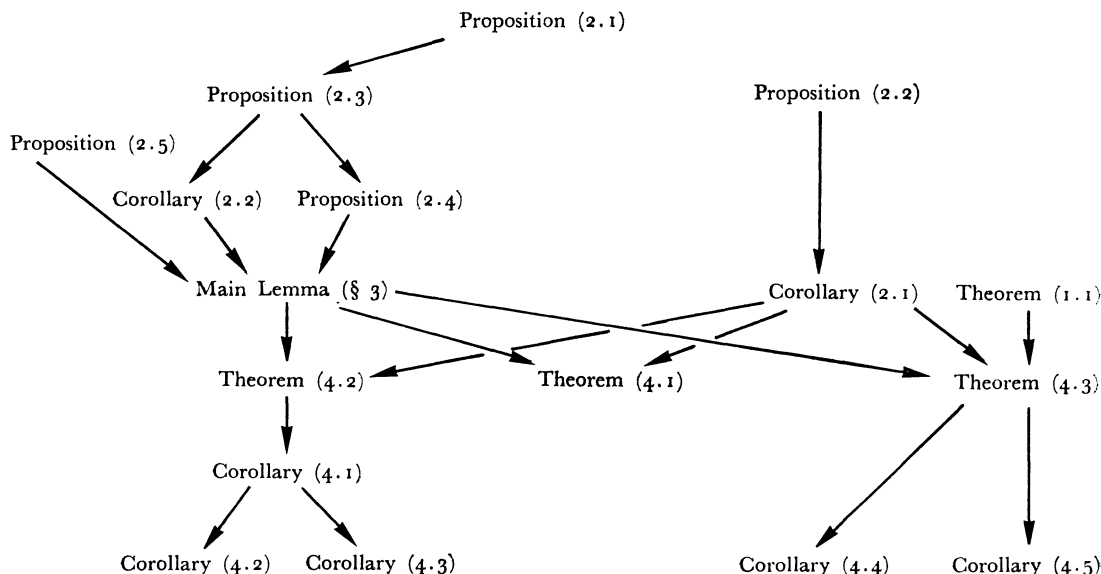 Proposition (2.1)
Proposition (2.3)
Proposition (2.2)
Proposition (2.5)
Corollary (2.2)
Proposition (2.4)
Main Lemma (§ 3)
Corollary (2.1)
Theorem (1.1)
Theorem (4.2)
Theorem (4.1)
Theorem (4.3)
Corollary (4.1)
Corollary (4.2)
Corollary (4.3)
Corollary (4.4)
Corollary (4.5)